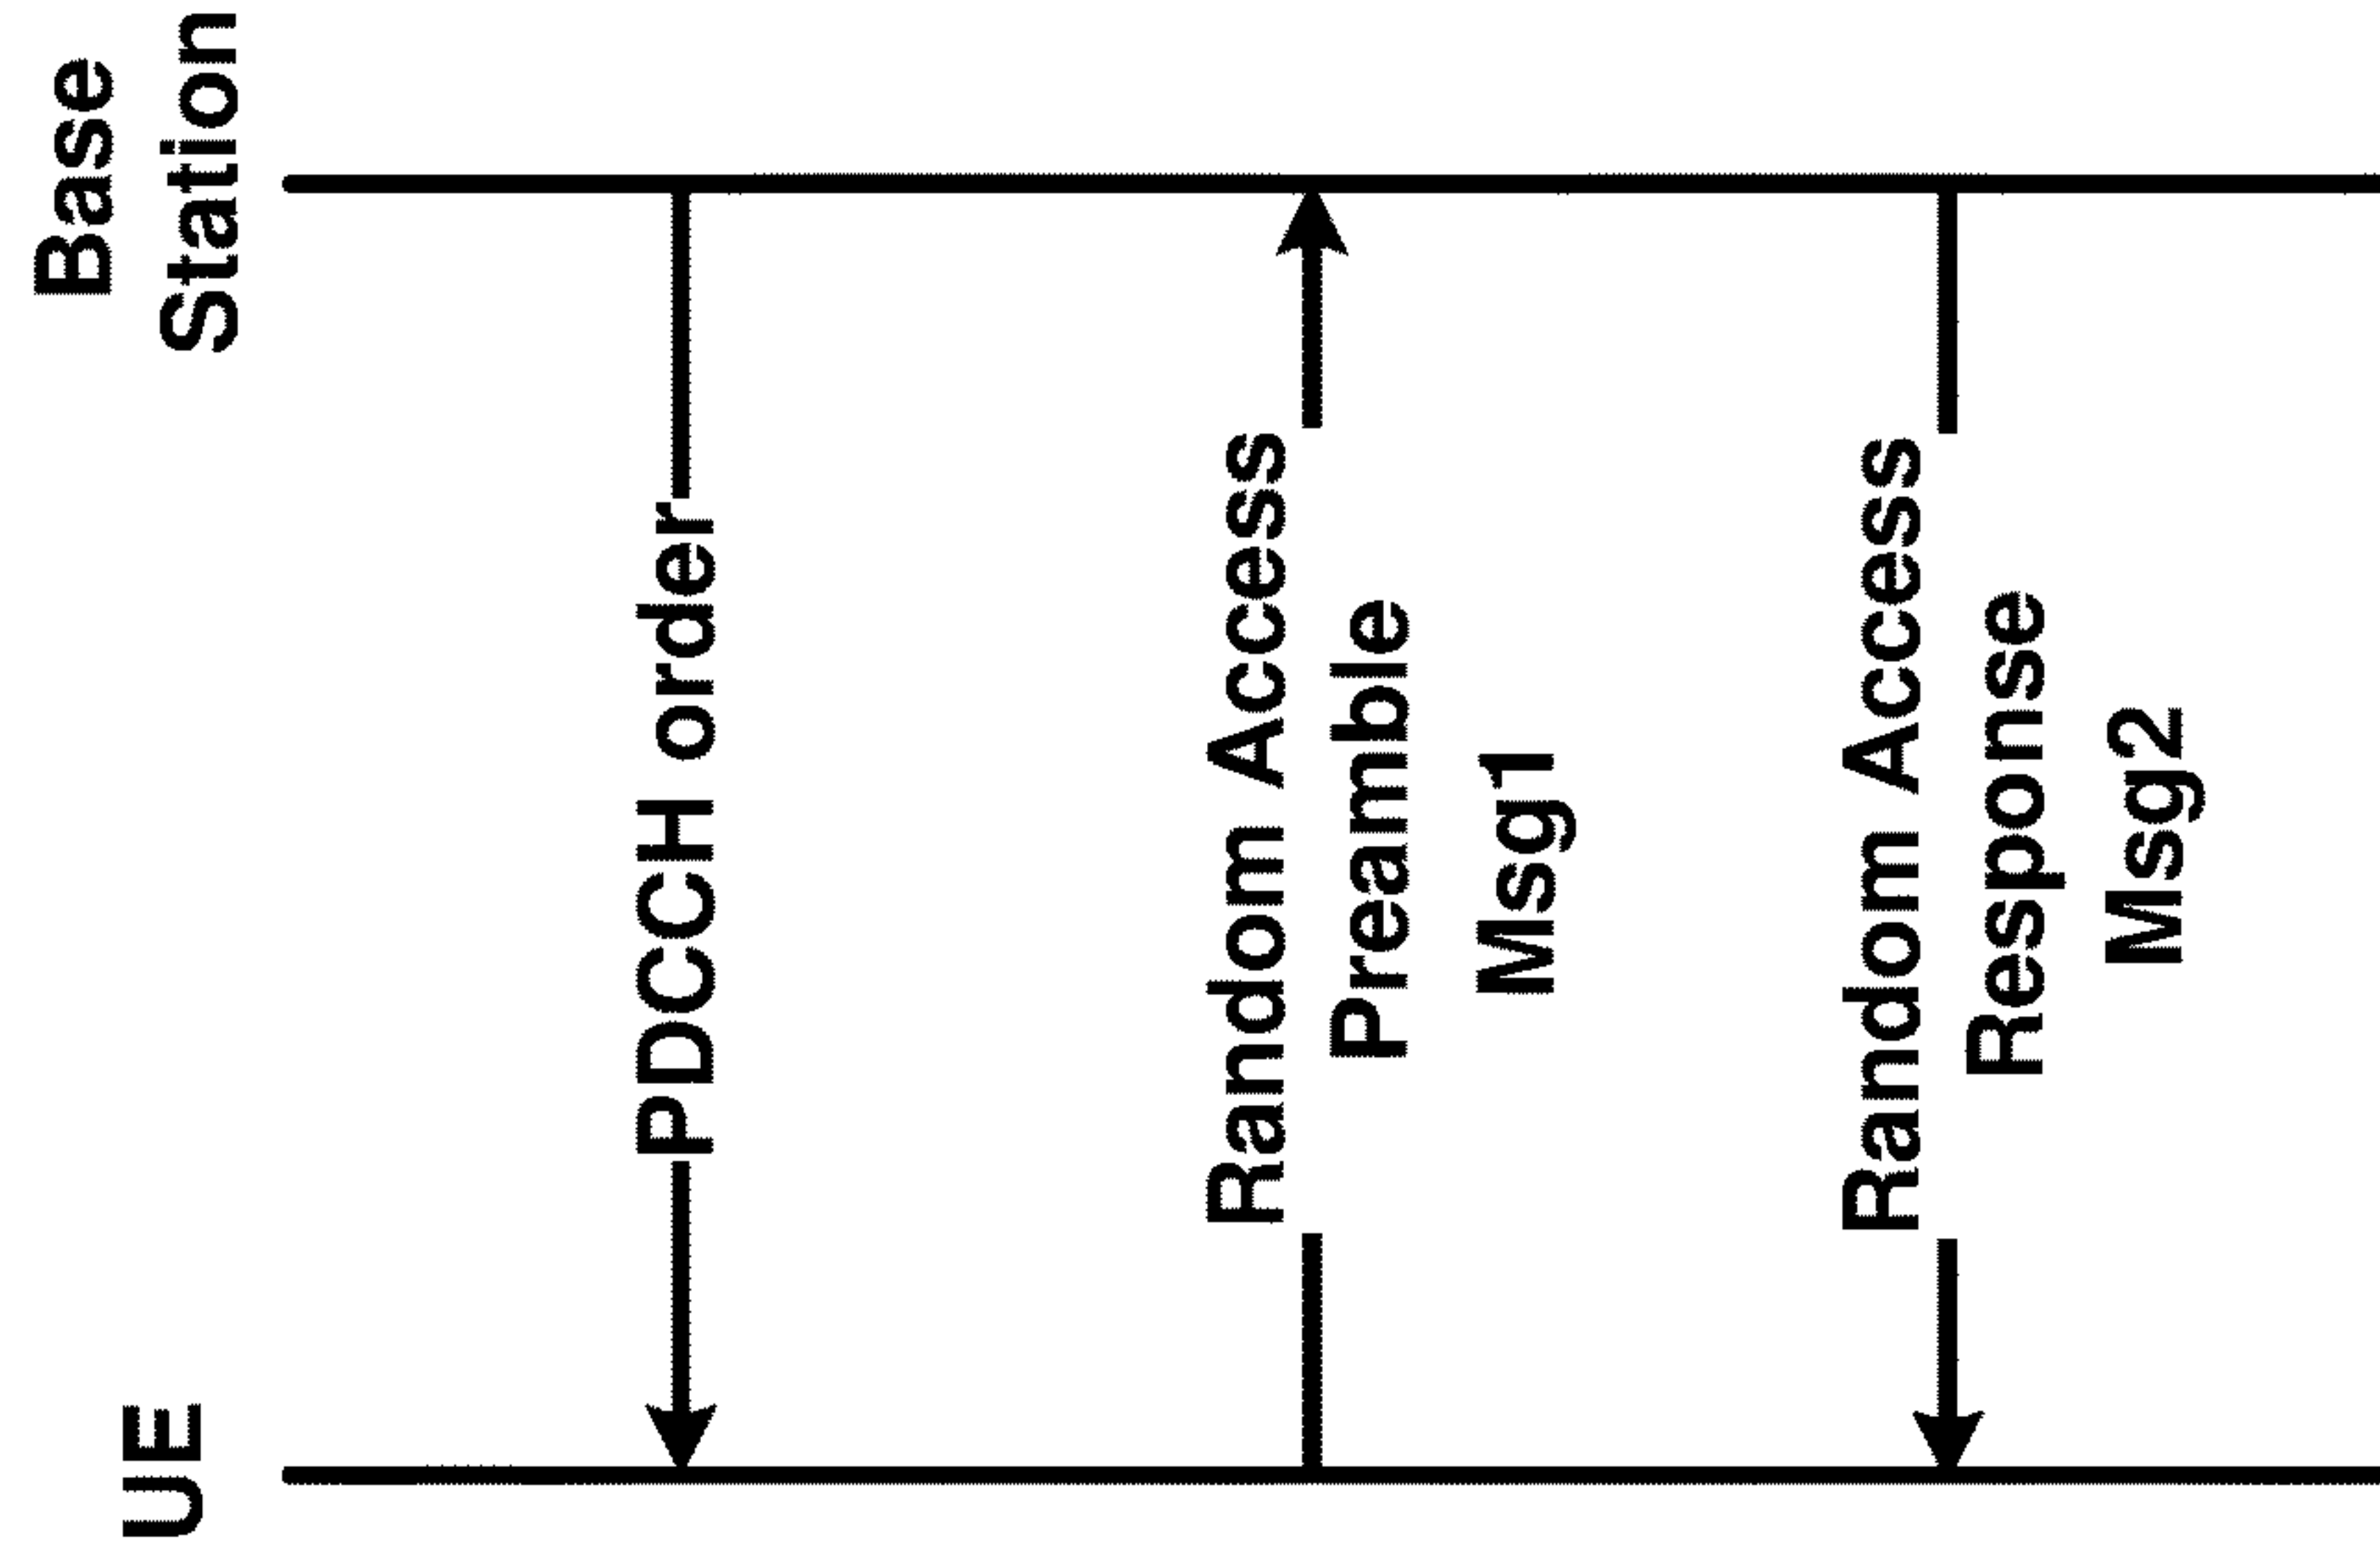 UE
Base
Station
PDCCH order
Random Access
Preamble
Msg1
Random Access
Response
Msg2